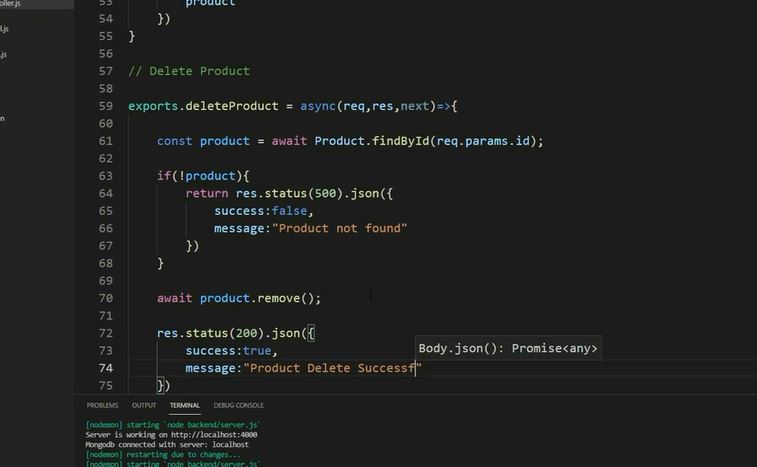 oller.js
l.js
.js
n
53 product
54 })
55 }
56
57 // Delete Product
58
59 exports.deleteProduct = async(req,res,next)=>{
60
61 const product = await Product.findById(req.params.id);
62
63 if(!product){
64 return res.status(500).json({
65 success:false,
66 message:"Product not found"
67 })
68 }
69
70 await product.remove();
71
72 res.status(200).json({
73 success:true,
Body.json(): Promise<any>
74 message:"Product Delete Successf"
75 })
PROBLEMS OUTPUT TERMINAL DEBUG CONSOLE
[nodemon] starting `node backend/server.js`
Server is working on http://localhost:4000
Mongodb connected with server: localhost
[nodemon] restarting due to changes...
[nodemon] starting `node backend/server.js`